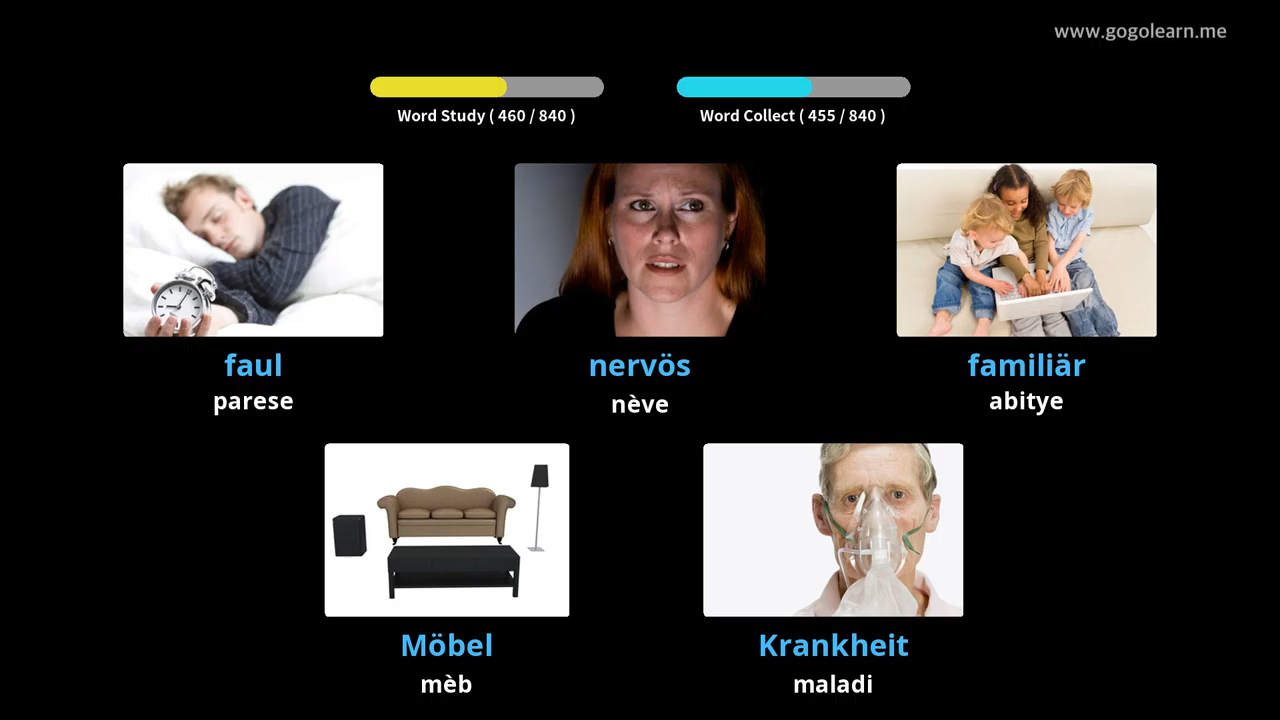 www.gogolearn.me
Word Study ( 460 / 840 )
Word Collect ( 455 / 840 )
faul
parese
nervös
nève
familiär
abitye
Möbel
mèb
Krankheit
maladi